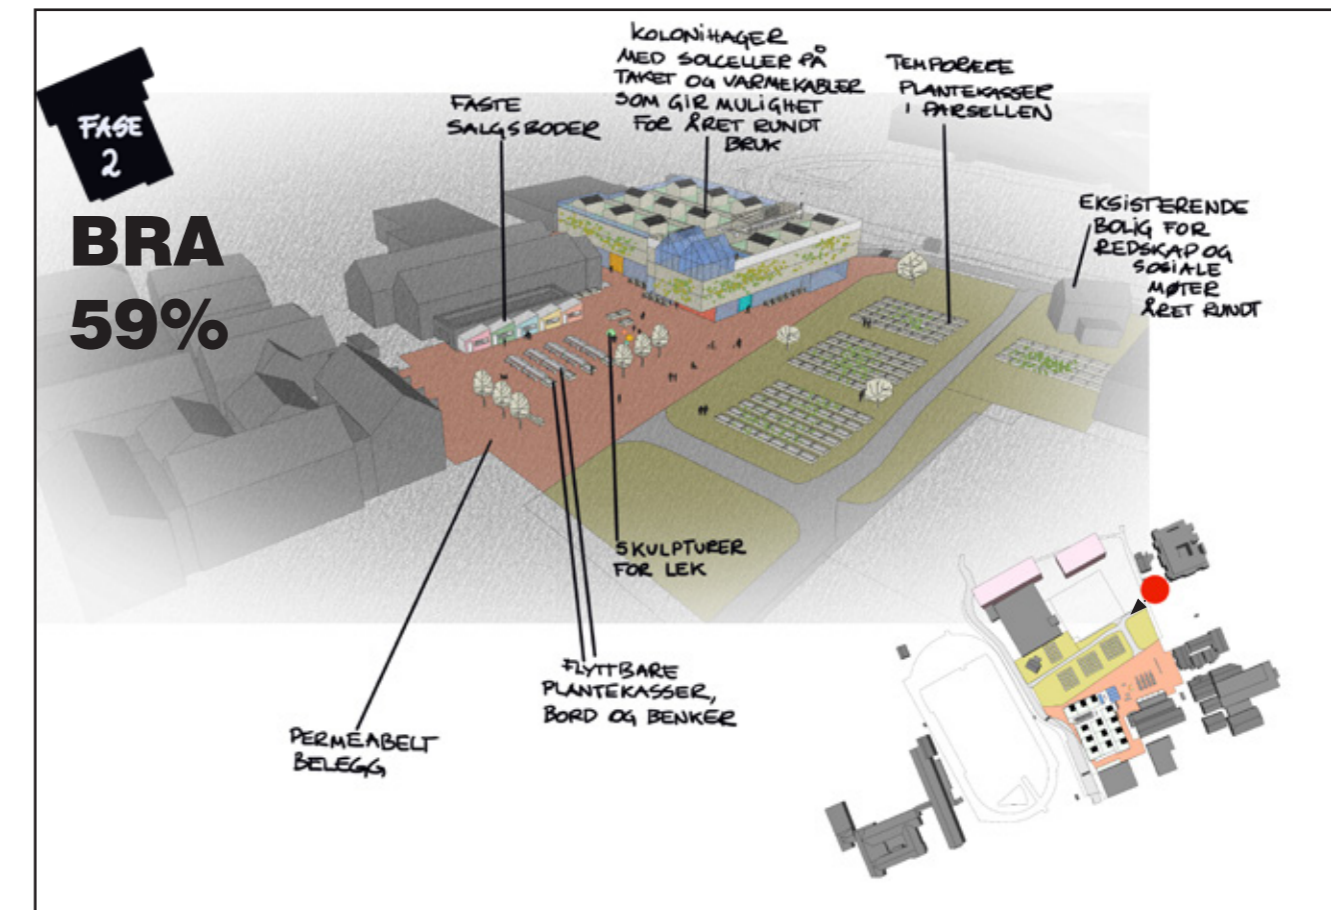 FASE
2
BRA
59%
FASTE
SALGSBODER
KOLONIHAGER
MED SOLCELLER PÅ
TAKET OG VARMEKABLER
SOM GIR MULIGHET
FOR ÅRET RUNDT
BRUK
TEMPORÆRE
PLANTEKASSER
I PARSELLEN
EKSISTERENDE
BOLIG FOR
REDSKAP OG
SOSIALE
MØTER
ÅRET RUNDT
SKULPTURER
FOR LEK
FLYTTBARE
PLANTEKASSER,
BORD OG BENKER
PERMEABELT
BELEGG